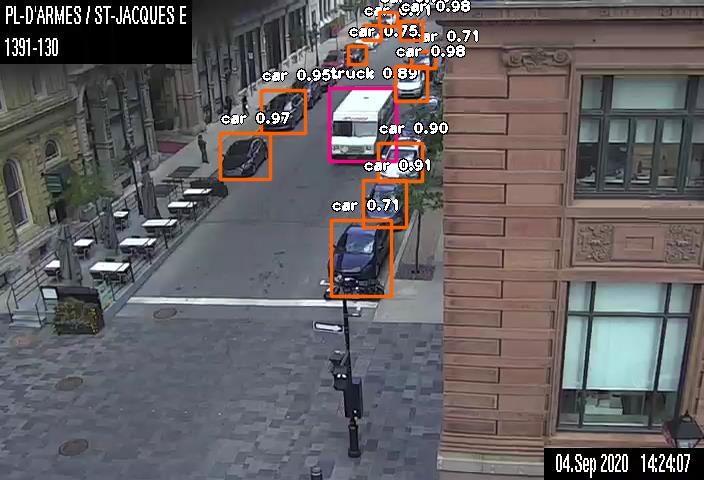 PL-D'ARMES / ST-JACQUES E
1391-130
car 0.98
0.75
0.71
car 0.98
car 0.95
truck 0.89
car 0.97
car 0.90
car 0.91
car 0.71
04.Sep 2020 14:24:07